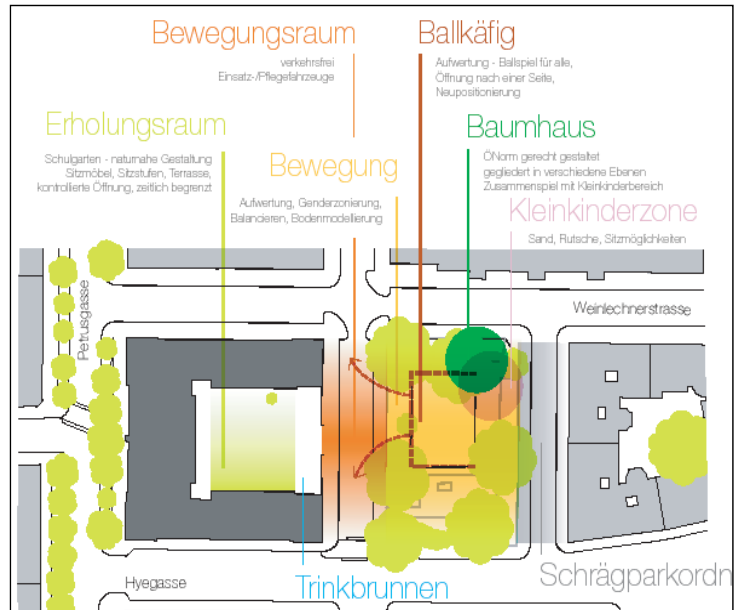 Bewegungsraum
verkehrsfrei
Einsatz-/Pflegefahrzeuge
Ballkäfig
Aufwertung - Ballspiel für alle,
Öffnung nach einer Seite,
Neupositionierung
Erholungsraum
Schulgarten - naturnahe Gestaltung
Sitzmöbel, Sitzstufen, Terrasse,
kontrollierte Öffnung, zeitlich begrenzt
Bewegung
Aufwertung, Genderzonierung,
Balancieren, Bodenmodellierung
Baumhaus
ÖNorm gerecht gestaltet
gegliedert in verschiedene Ebenen
Zusammenspiel mit Kleinkinderbereich
Kleinkinderzone
Sand, Rutsche, Sitzmöglichkeiten
Petrusgasse
Weinlechnerstrasse
Hyegasse
Trinkbrunnen
Schrägparkordn